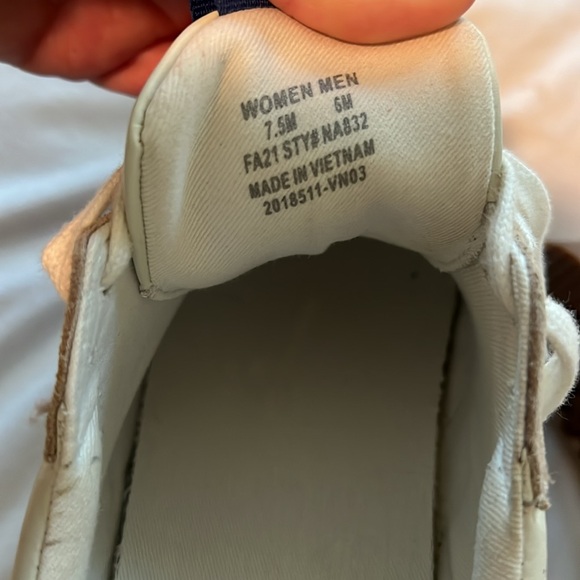 WOMEN MEN
7.5M 6M
FA21 STY# NA832
MADE IN VIETNAM
2018511-VN03